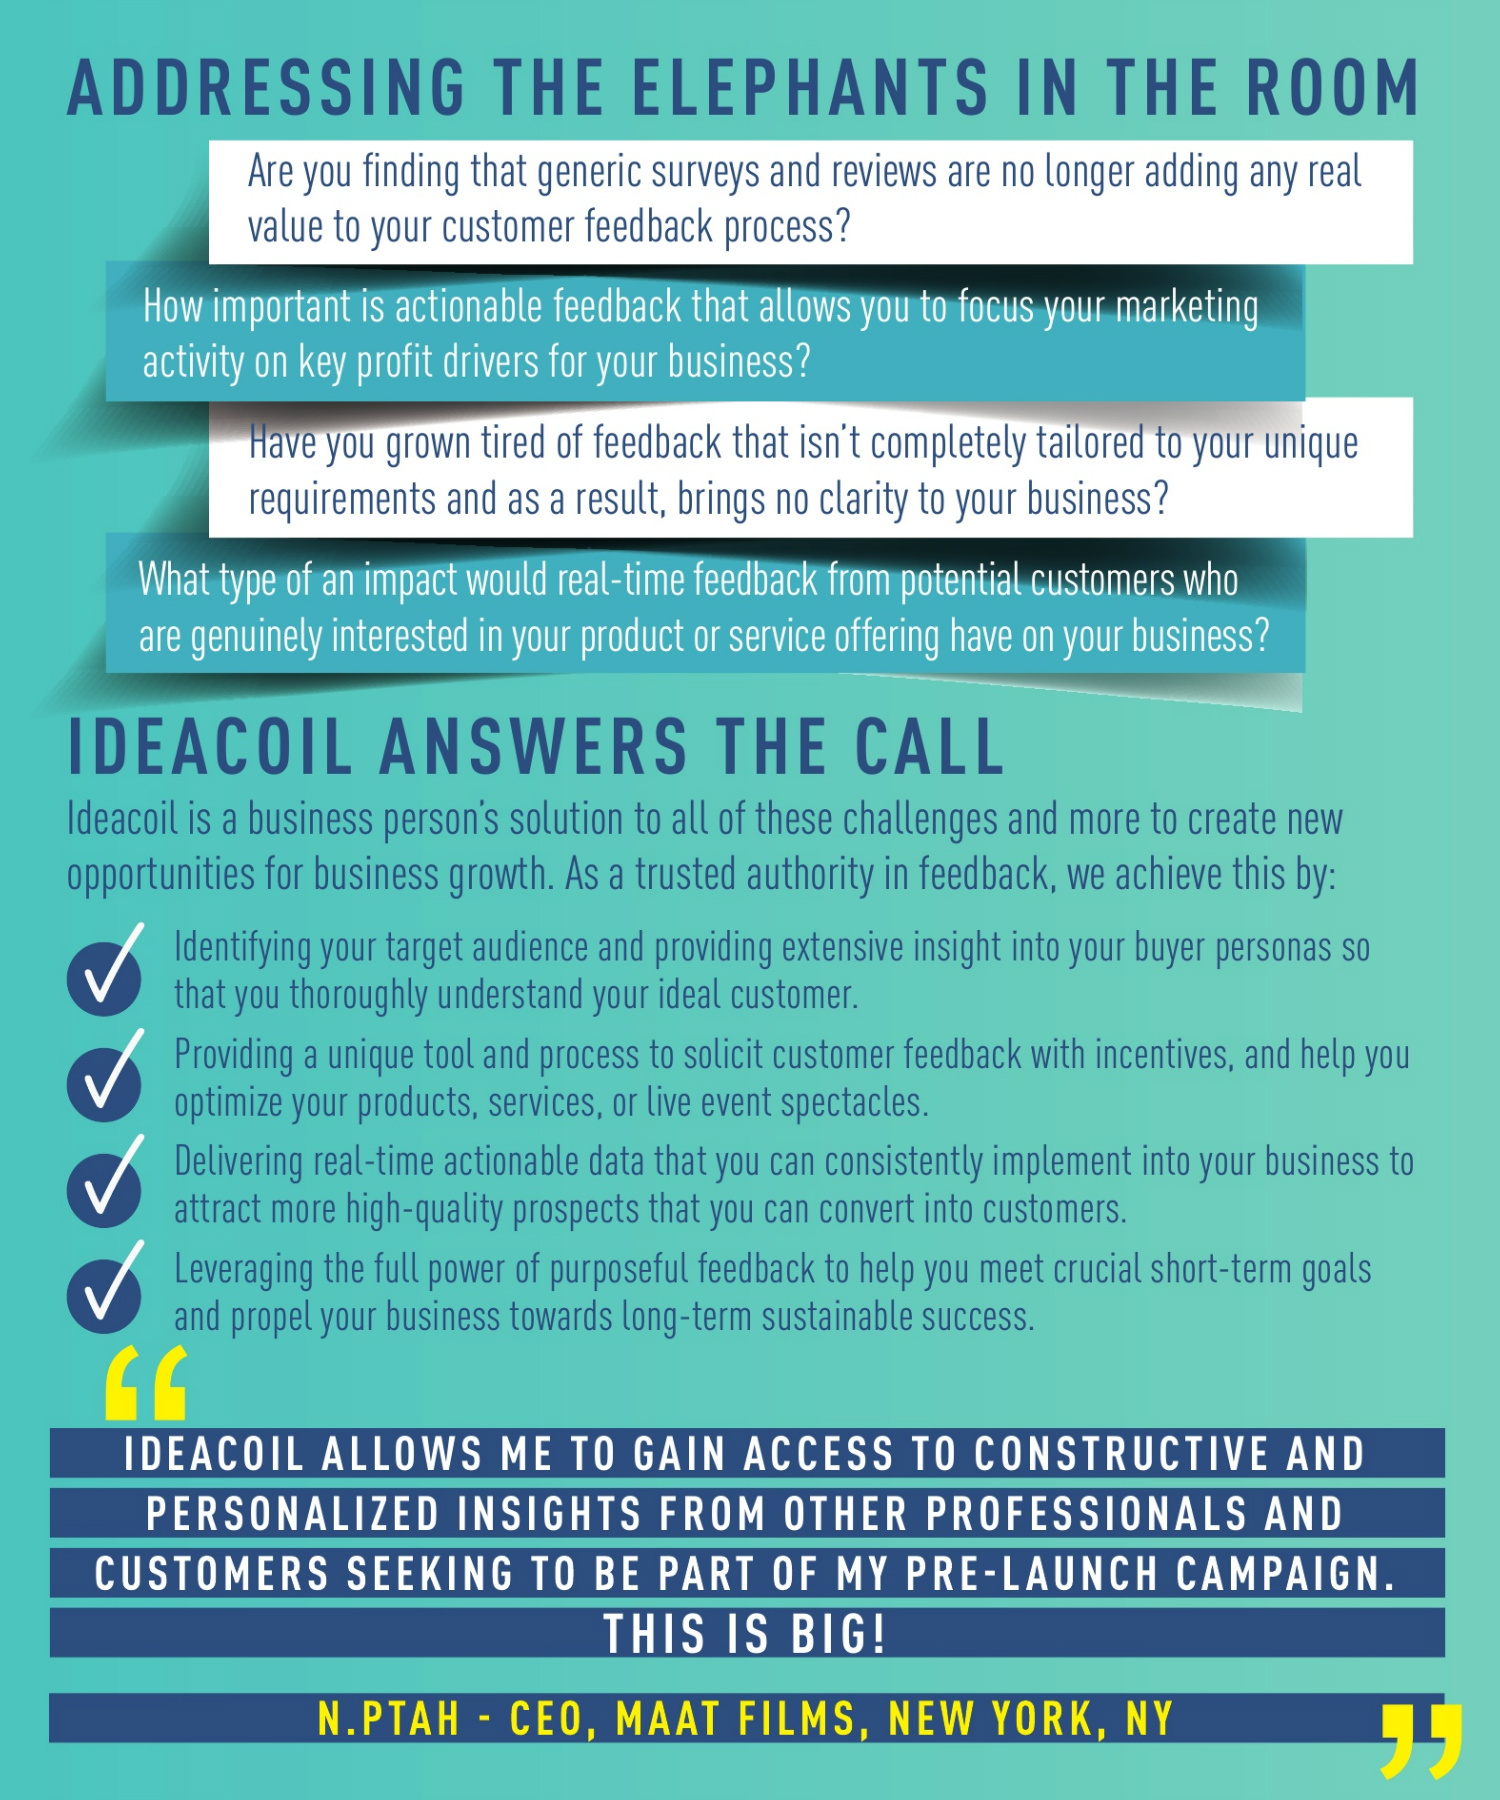 ADDRESSING THE ELEPHANTS IN THE ROOM
Are you finding that generic surveys and reviews are no longer adding any real
value to your customer feedback process?
How important is actionable feedback that allows you to focus your marketing
activity on key profit drivers for your business?
Have you grown tired of feedback that isn't completely tailored to your unique
requirements and as a result, brings no clarity to your business?
What type of an impact would real-time feedback from potential customers who
are genuinely interested in your product or service offering have on your business?
IDEACOIL ANSWERS THE CALL
Ideacoil is a business person's solution to all of these challenges and more to create new
opportunities for business growth. As a trusted authority in feedback, we achieve this by:
Identifying your target audience and providing extensive insight into your buyer personas so
that you thoroughly understand your ideal customer.
Providing a unique tool and process to solicit customer feedback with incentives, and help you
optimize your products, services, or live event spectacles.
Delivering real-time actionable data that you can consistently implement into your business to
attract more high-quality prospects that you can convert into customers.
Leveraging the full power of purposeful feedback to help you meet crucial short-term goals
and propel your business towards long-term sustainable success.
“
IDEACOIL ALLOWS ME TO GAIN ACCESS TO CONSTRUCTIVE AND
PERSONALIZED INSIGHTS FROM OTHER PROFESSIONALS AND
CUSTOMERS SEEKING TO BE PART OF MY PRE-LAUNCH CAMPAIGN.
THIS IS BIG!
N.PTAH - CEO, MAAT FILMS, NEW YORK, NY
”